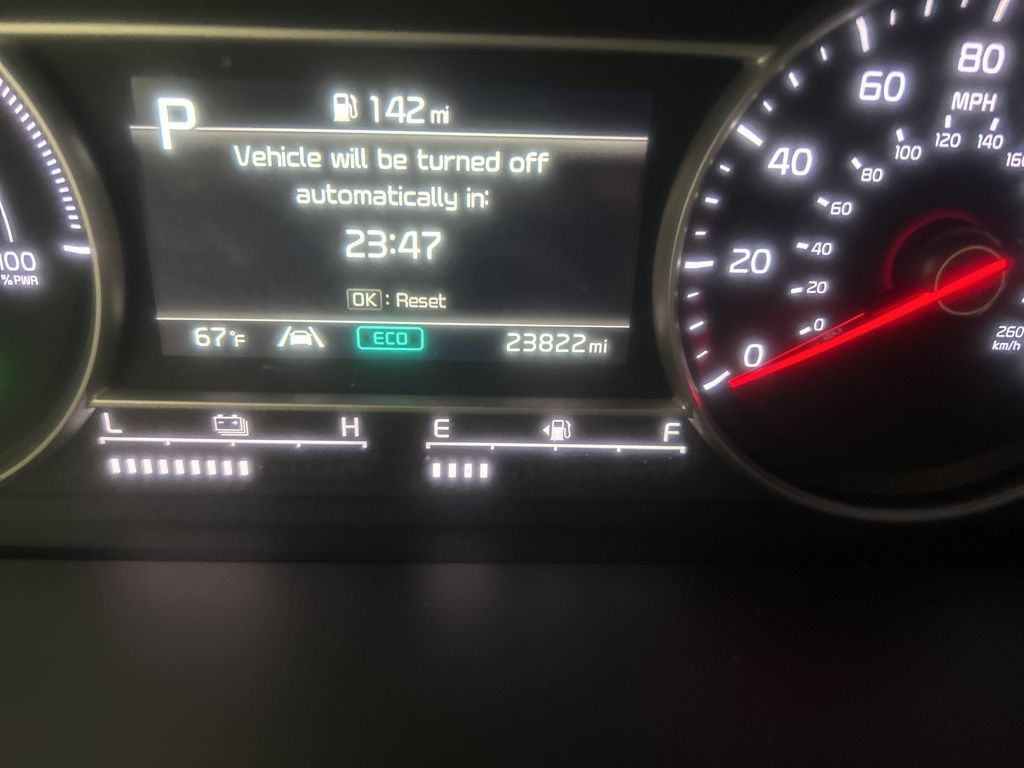 P
142 mi
Vehicle will be turned off
automatically in:
23:47
OK : Reset
67°F
ECO
23822 mi
L H
E F
100
%PWR
0 20 40 60 80
MPH
0 20 40 60 80 100 120 140 160
260
km/h